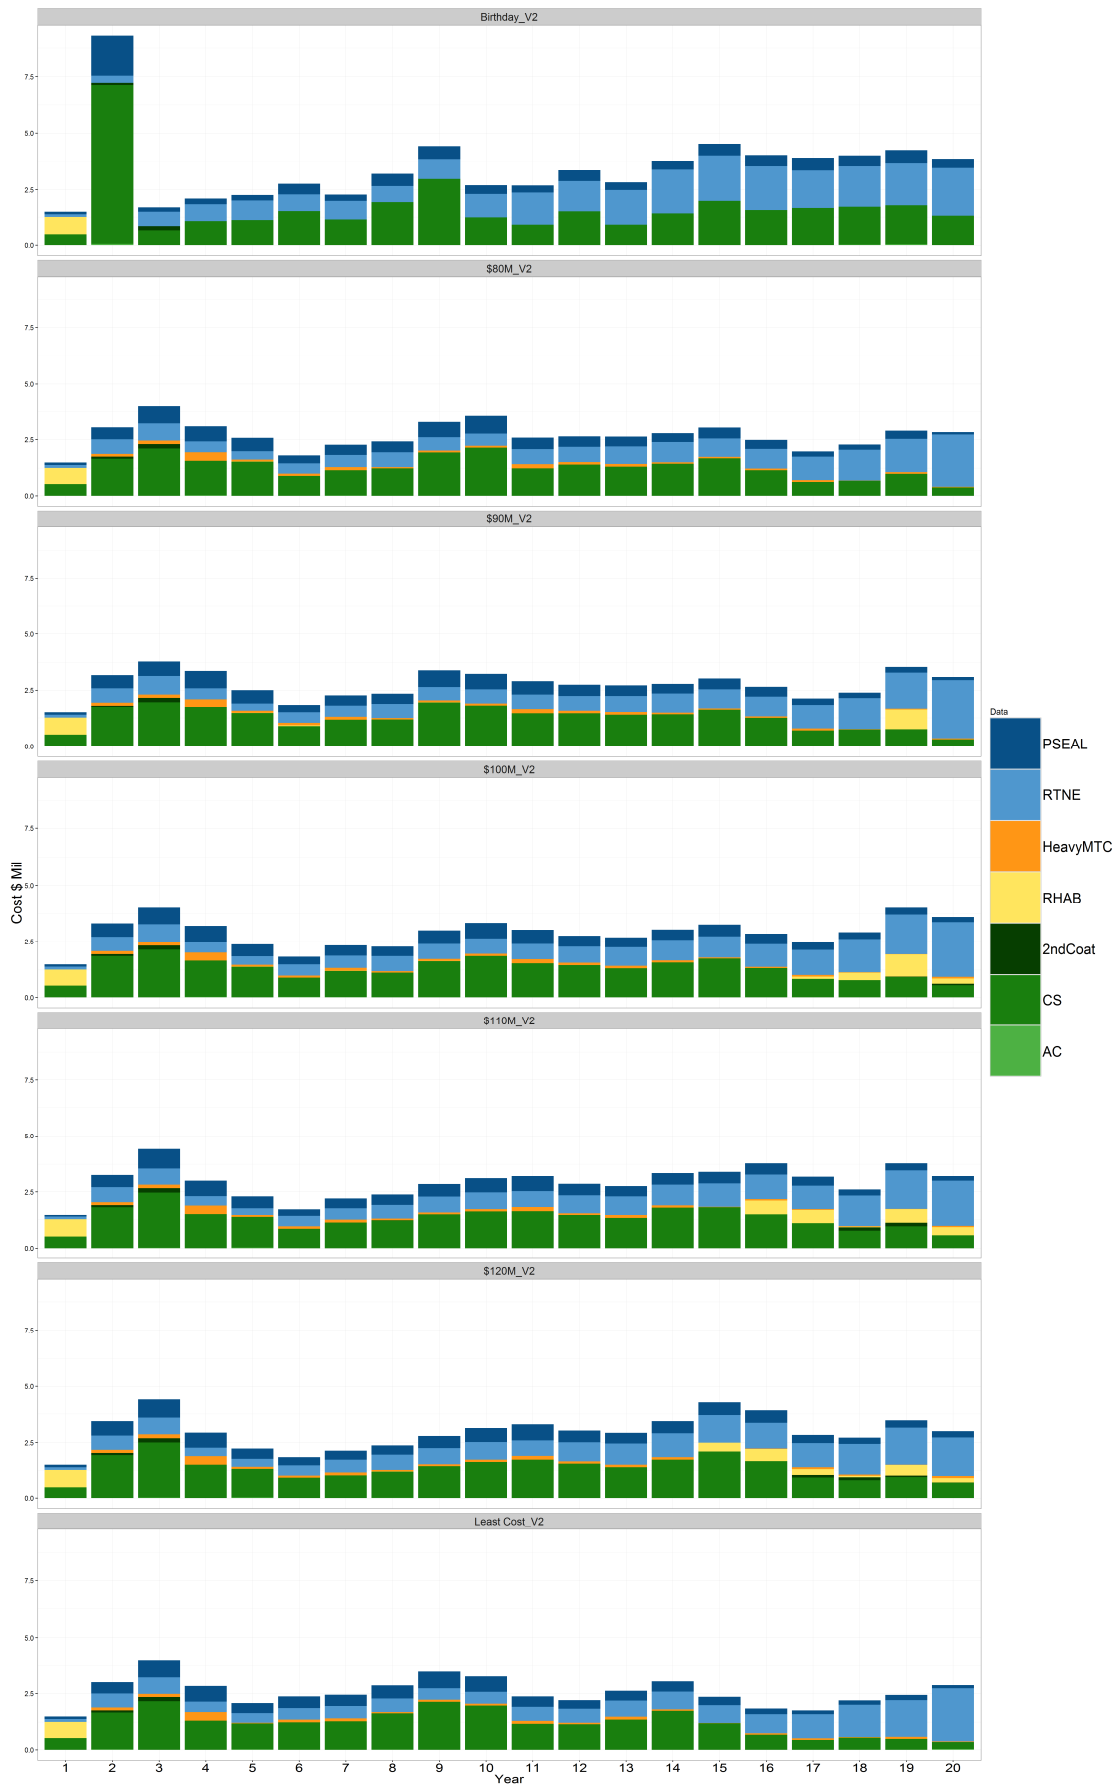 Birthday_V2
7.5
5.0
2.5
0.0
$80M_V2
7.5
5.0
2.5
0.0
$90M_V2
7.5
5.0
2.5
0.0
$100M_V2
7.5
5.0
2.5
0.0
$110M_V2
7.5
5.0
2.5
0.0
$120M_V2
7.5
5.0
2.5
0.0
Least Cost_V2
7.5
5.0
2.5
0.0
1 2 3 4 5 6 7 8 9 10 11 12 13 14 15 16 17 18 19 20
Year
Cost $ Mil
Data
PSEAL
RTNE
HeavyMTC
RHAB
2ndCoat
CS
AC